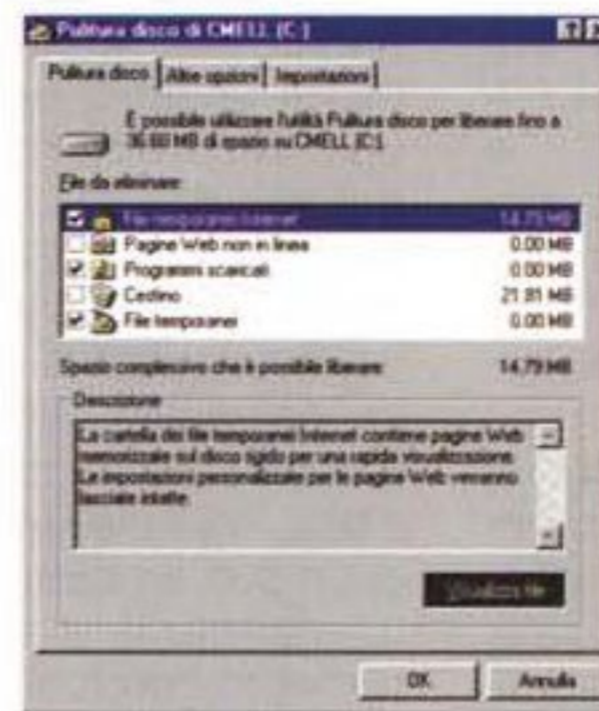 Pulitura disco di CMELL (C:)
Pulitura disco Altre opzioni Impostazioni
È possibile utilizzare l'utilità Pulitura disco per liberare fino a
36.60 MB di spazio su CMELL (C:).
File da eliminare:
File temporanei Internet 14.79 MB
Pagine Web non in linea 0.00 MB
Programmi scaricati 0.00 MB
Cestino 21.81 MB
File temporanei 0.00 MB
Spazio complessivo che è possibile liberare: 14.79 MB
Descrizione
La cartella dei file temporanei Internet contiene pagine Web
memorizzate sul disco rigido per una rapida visualizzazione.
Le impostazioni personalizzate per le pagine Web verranno
lasciate intatte.
Visualizza file
OK Annulla